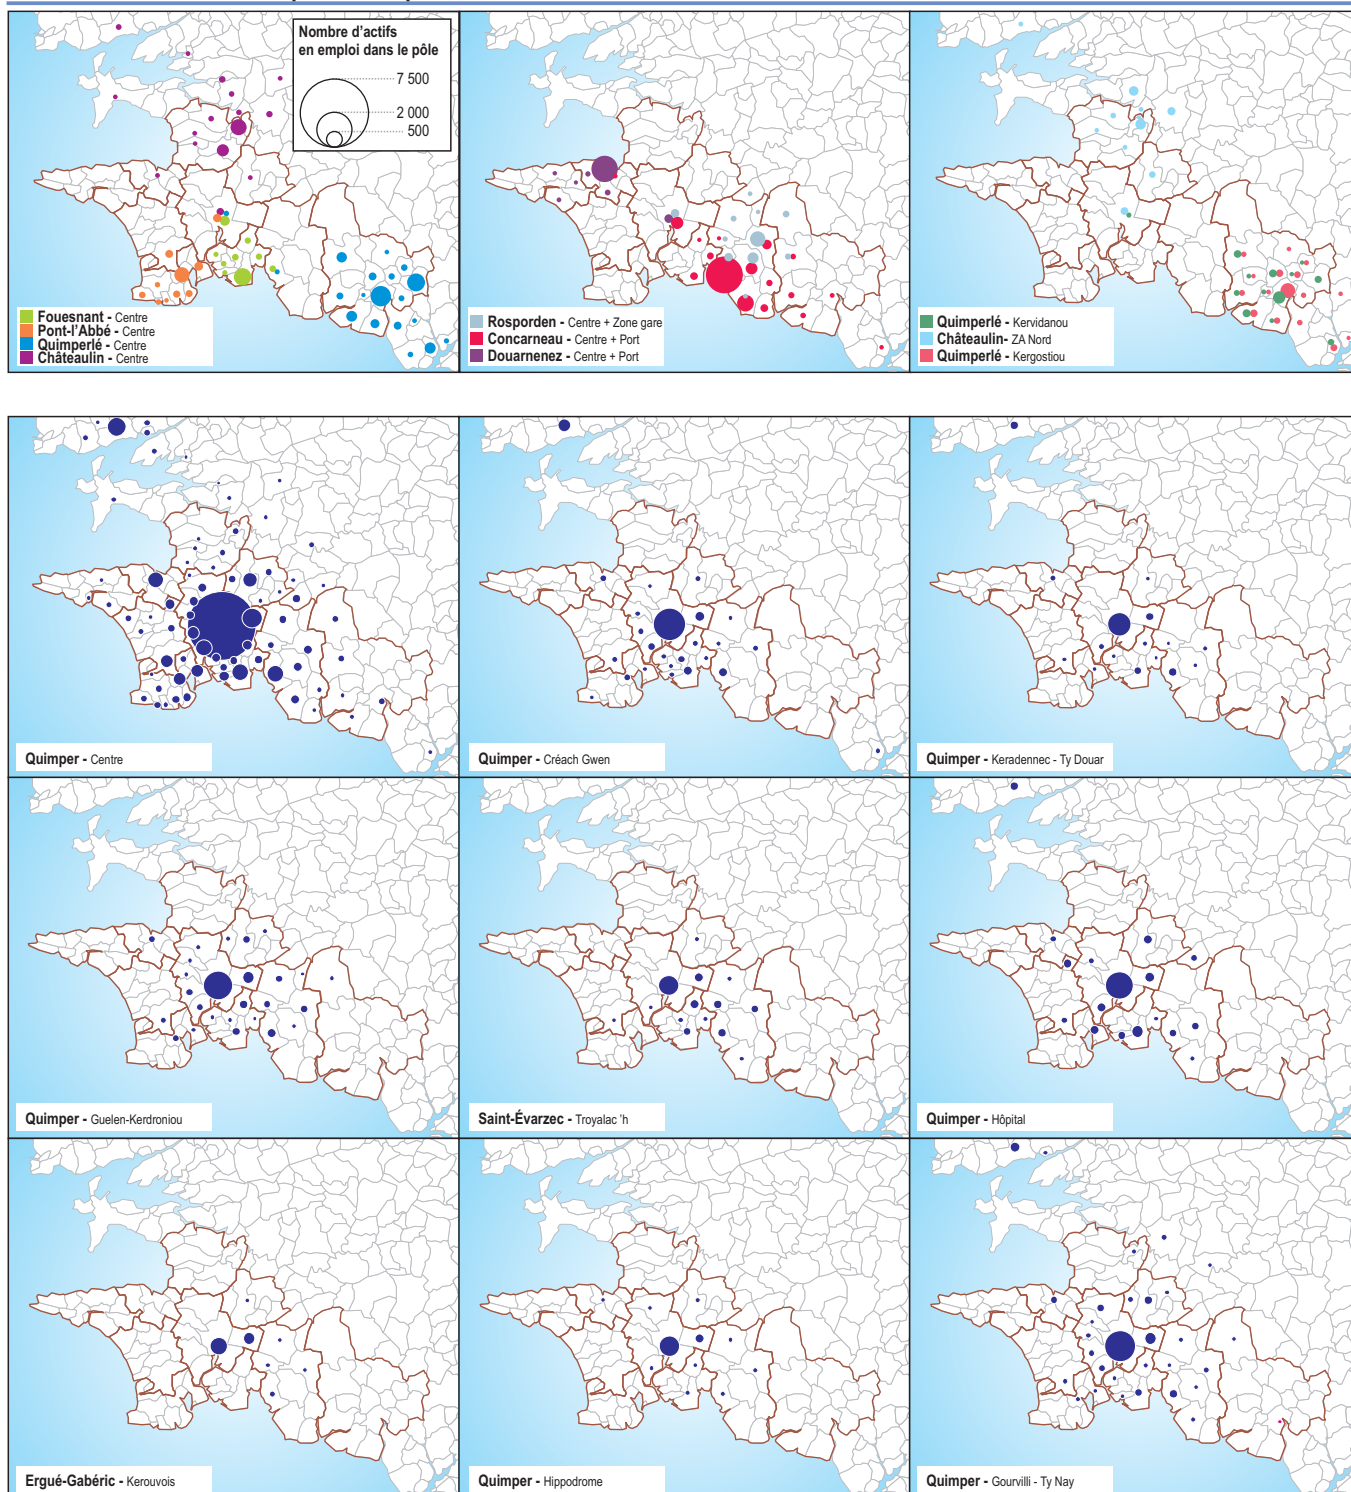 Nombre d'actifs
en emploi dans le pôle
7 500
2 000
500
Fouesnant - Centre
Pont-l'Abbé - Centre
Quimperlé - Centre
Châteaulin - Centre
Rosporden - Centre + Zone gare
Concarneau - Centre + Port
Douarnenez - Centre + Port
Quimperlé - Kervidanou
Châteaulin- ZA Nord
Quimperlé - Kergostiou
Quimper - Centre
Quimper - Créach Gwen
Quimper - Keradennec - Ty Douar
Quimper - Guelen-Kerdroniou
Saint-Évarzec - Troyalac 'h
Quimper - Hôpital
Ergué-Gabéric - Kerouvois
Quimper - Hippodrome
Quimper - Gourvilli - Ty Nay